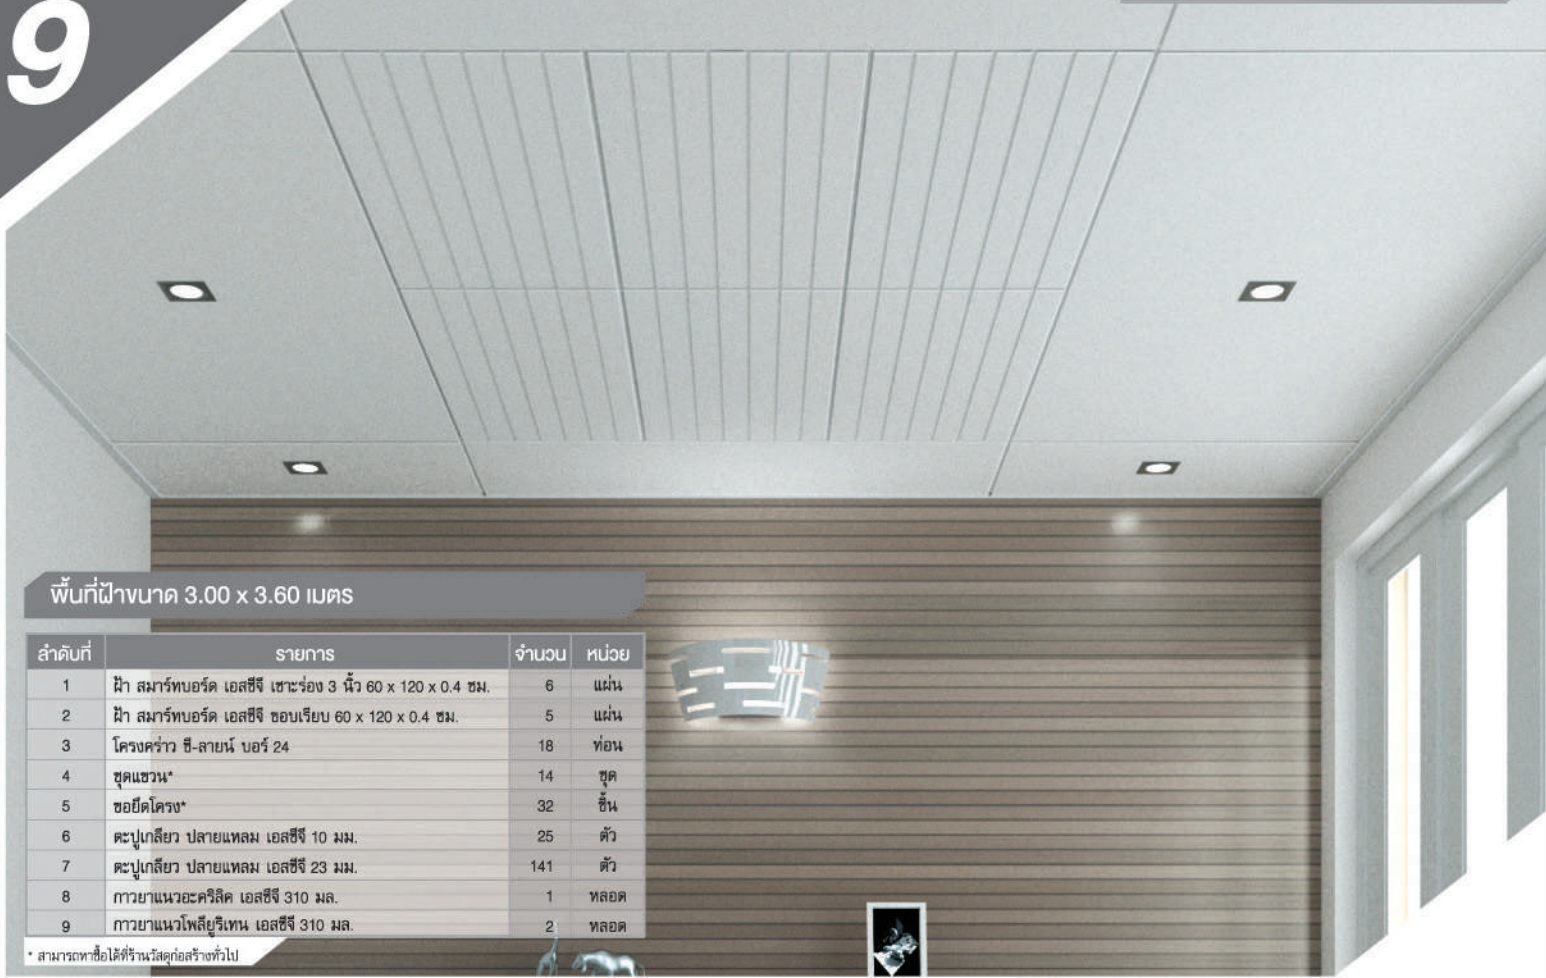 9
พื้นที่ฝ้าขนาด 3.00 x 3.60 เมตร
ลำดับที่ รายการ จำนวน หน่วย
1 ฝ้า สมาร์ทบอร์ด เอสซีจี เซาะร่อง 3 นิ้ว 60 x 120 x 0.4 ซม. 6 แผ่น
2 ฝ้า สมาร์ทบอร์ด เอสซีจี ขอบเรียบ 60 x 120 x 0.4 ซม. 5 แผ่น
3 โครงคร่าว ซี-ลายน์ บอร์ 24 18 ท่อน
4 ชุดแขวน* 14 ชุด
5 ขอยึดโครง* 32 ชิ้น
6 ตะปูเกลียว ปลายแหลม เอสซีจี 10 มม. 25 ตัว
7 ตะปูเกลียว ปลายแหลม เอสซีจี 23 มม. 141 ตัว
8 กาวยาแนวอะคริลิค เอสซีจี 310 มล. 1 หลอด
9 กาวยาแนวโพลียูริเทน เอสซีจี 310 มล. 2 หลอด
* สามารถหาซื้อได้ที่ร้านวัสดุก่อสร้างทั่วไป